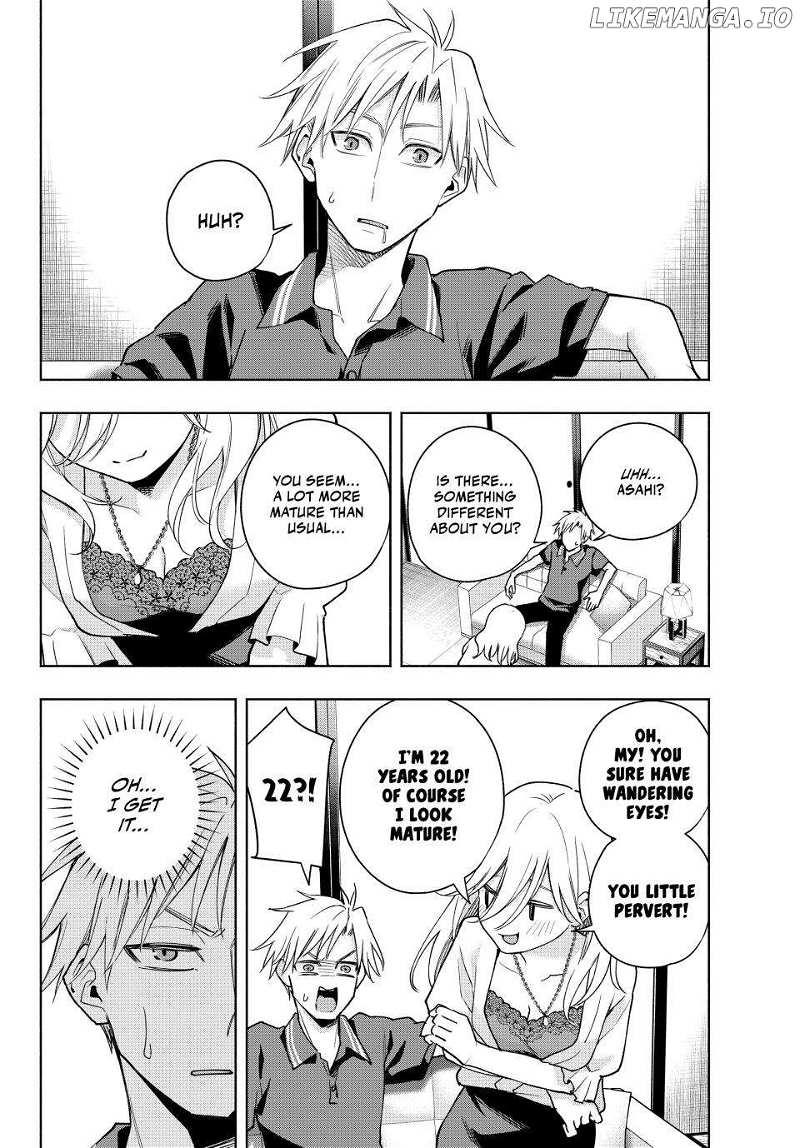 LIKEMANGA.IO
HUH?
UHH...
ASAHI?
IS THERE...
SOMETHING
DIFFERENT
ABOUT YOU?
YOU SEEM...
A LOT MORE
MATURE THAN
USUAL...
OH,
MY! YOU
SURE HAVE
WANDERING
EYES!
YOU LITTLE
PERVERT!
I'M 22
YEARS OLD!
OF COURSE
I LOOK
MATURE!
22?!
OH...
I GET
IT...